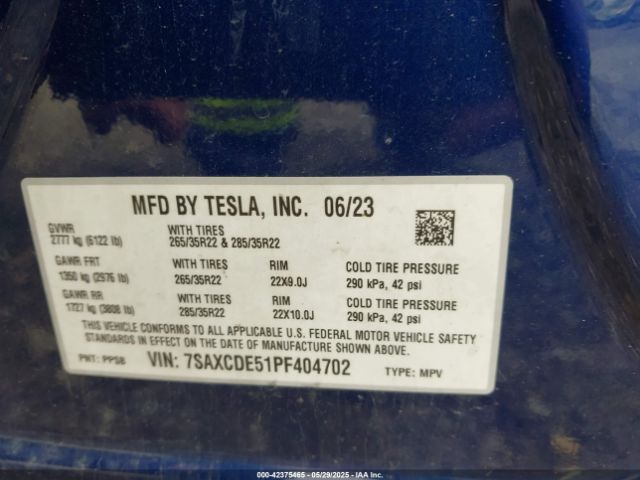 MFD BY TESLA, INC. 06/23
GVWR
2777 kg (6122 lb)
WITH TIRES
265/35R22 & 285/35R22
GAWR FRT
1350 kg (2976 lb)
WITH TIRES
265/35R22
RIM
22X9.0J
COLD TIRE PRESSURE
290 kPa, 42 psi
GAWR RR
1727 kg (3808 lb)
WITH TIRES
285/35R22
RIM
22X10.0J
COLD TIRE PRESSURE
290 kPa, 42 psi
THIS VEHICLE CONFORMS TO ALL APPLICABLE U.S. FEDERAL MOTOR VEHICLE SAFETY
STANDARDS IN EFFECT ON THE DATE OF MANUFACTURE SHOWN ABOVE.
PNT: PPSB VIN: 7SAXCDE51PF404702 TYPE: MPV
000-42375465 - 05/29/2025 - IAA Inc.